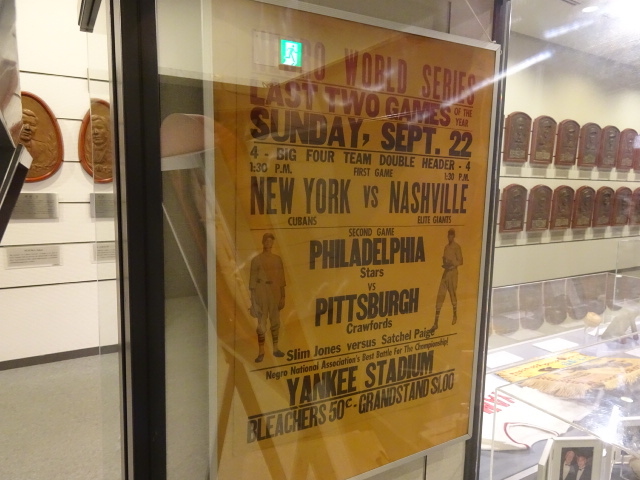 WORLD SERIES
LAST TWO GAMES OF THE YEAR
SUNDAY, SEPT. 22
4 - BIG FOUR TEAM DOUBLE HEADER - 4
1:30 P.M. FIRST GAME 1:30 P.M.
NEW YORK VS NASHVILLE
CUBANS ELITE GIANTS
SECOND GAME
PHILADELPHIA
Stars
VS
PITTSBURGH
Crawfords
Slim Jones versus Satchel Paige
Negro National Association's Best Battle For The Championship!
YANKEE STADIUM
BLEACHERS 50c - GRANDSTAND $1.00